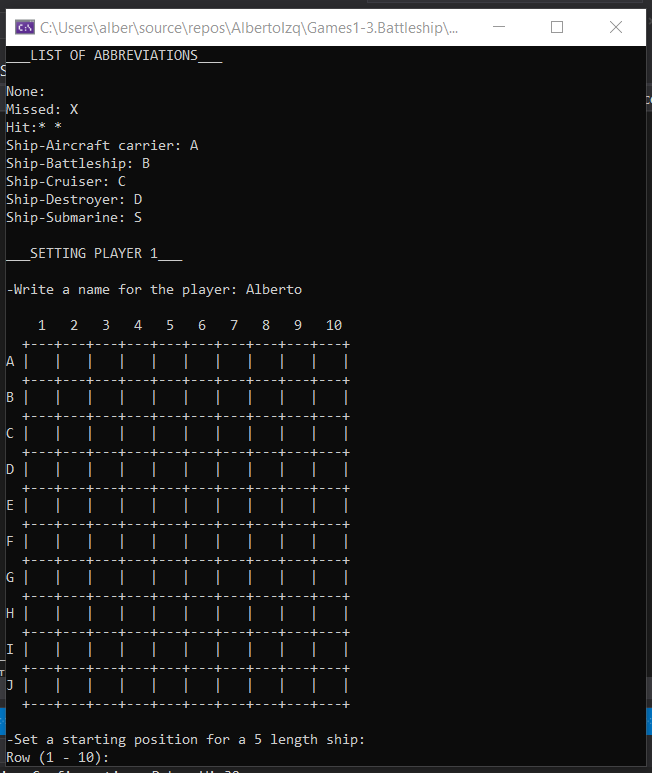 C:\Users\alber\source\repos\AlbertoIzq\Games1-3.Battleship\...
___LIST OF ABBREVIATIONS___
None:
Missed: X
Hit:* *
Ship-Aircraft carrier: A
Ship-Battleship: B
Ship-Cruiser: C
Ship-Destroyer: D
Ship-Submarine: S
___SETTING PLAYER 1___
-Write a name for the player: Alberto
    1   2   3   4   5   6   7   8   9   10
  +---+---+---+---+---+---+---+---+---+---+
A |   |   |   |   |   |   |   |   |   |   |
  +---+---+---+---+---+---+---+---+---+---+
B |   |   |   |   |   |   |   |   |   |   |
  +---+---+---+---+---+---+---+---+---+---+
C |   |   |   |   |   |   |   |   |   |   |
  +---+---+---+---+---+---+---+---+---+---+
D |   |   |   |   |   |   |   |   |   |   |
  +---+---+---+---+---+---+---+---+---+---+
E |   |   |   |   |   |   |   |   |   |   |
  +---+---+---+---+---+---+---+---+---+---+
F |   |   |   |   |   |   |   |   |   |   |
  +---+---+---+---+---+---+---+---+---+---+
G |   |   |   |   |   |   |   |   |   |   |
  +---+---+---+---+---+---+---+---+---+---+
H |   |   |   |   |   |   |   |   |   |   |
  +---+---+---+---+---+---+---+---+---+---+
I |   |   |   |   |   |   |   |   |   |   |
  +---+---+---+---+---+---+---+---+---+---+
J |   |   |   |   |   |   |   |   |   |   |
  +---+---+---+---+---+---+---+---+---+---+
-Set a starting position for a 5 length ship:
Row (1 - 10):